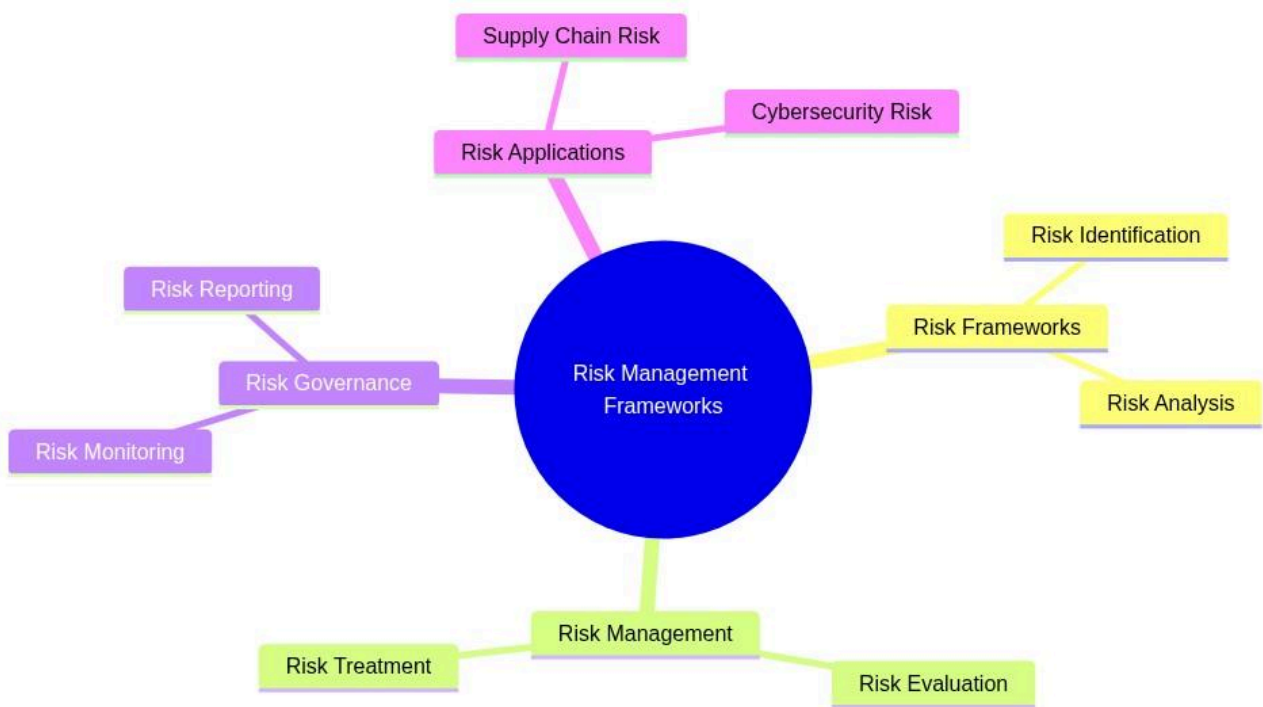 Supply Chain Risk
Cybersecurity Risk
Risk Applications
Risk Identification
Risk Reporting
Risk Frameworks
Risk Governance
Risk Management
Frameworks
Risk Analysis
Risk Monitoring
Risk Management
Risk Treatment
Risk Evaluation